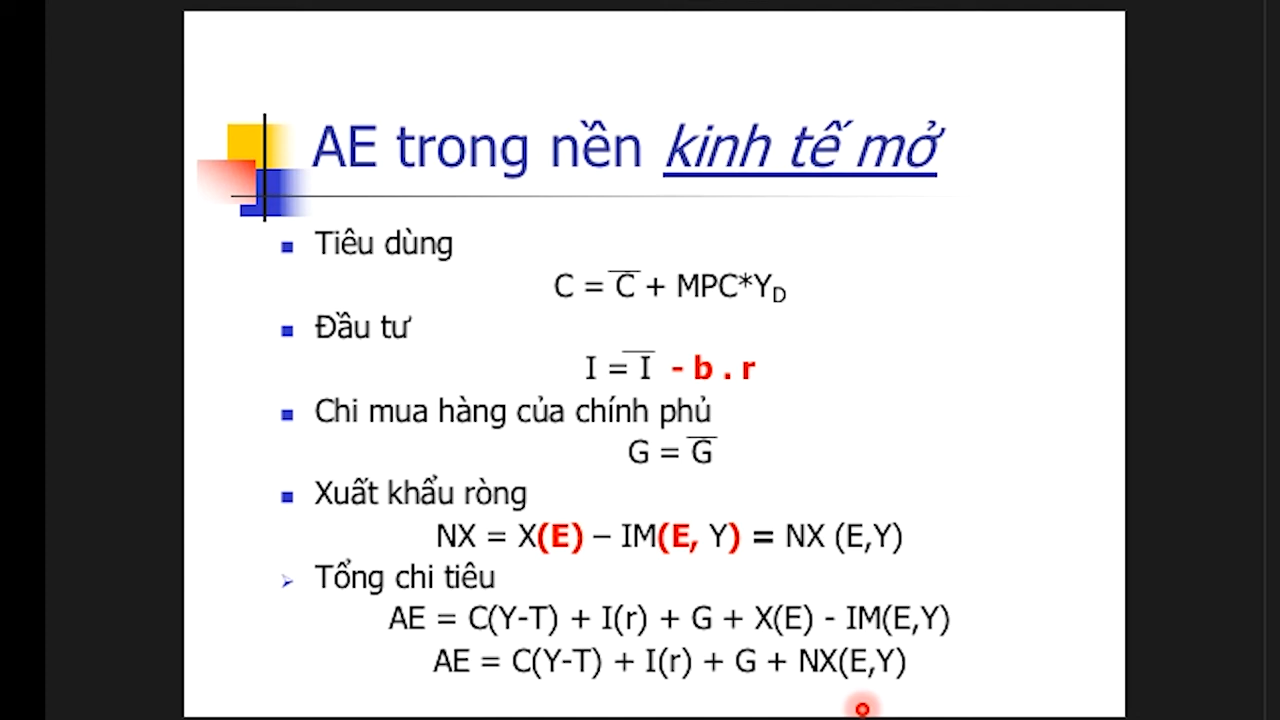 AE trong nền kinh tế mở
Tiêu dùng
C = C̅ + MPC*Y_D
Đầu tư
I = I̅ - b . r
Chi mua hàng của chính phủ
G = G̅
Xuất khẩu ròng
NX = X(E) – IM(E, Y) = NX (E,Y)
Tổng chi tiêu
AE = C(Y-T) + I(r) + G + X(E) - IM(E,Y)
AE = C(Y-T) + I(r) + G + NX(E,Y)